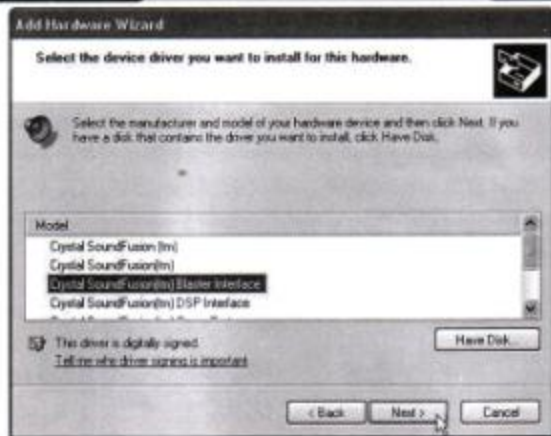 Add Hardware Wizard
Select the device driver you want to install for this hardware.
Select the manufacturer and model of your hardware device and then click Next. If you
have a disk that contains the driver you want to install, click Have Disk.
Model
Crystal SoundFusion (tm)
Crystal SoundFusion(tm)
Crystal SoundFusion(tm) Blaster Interface
Crystal SoundFusion(tm) DSP Interface
This driver is digitally signed.
Have Disk...
Tell me why driver signing is important
< Back
Next >
Cancel